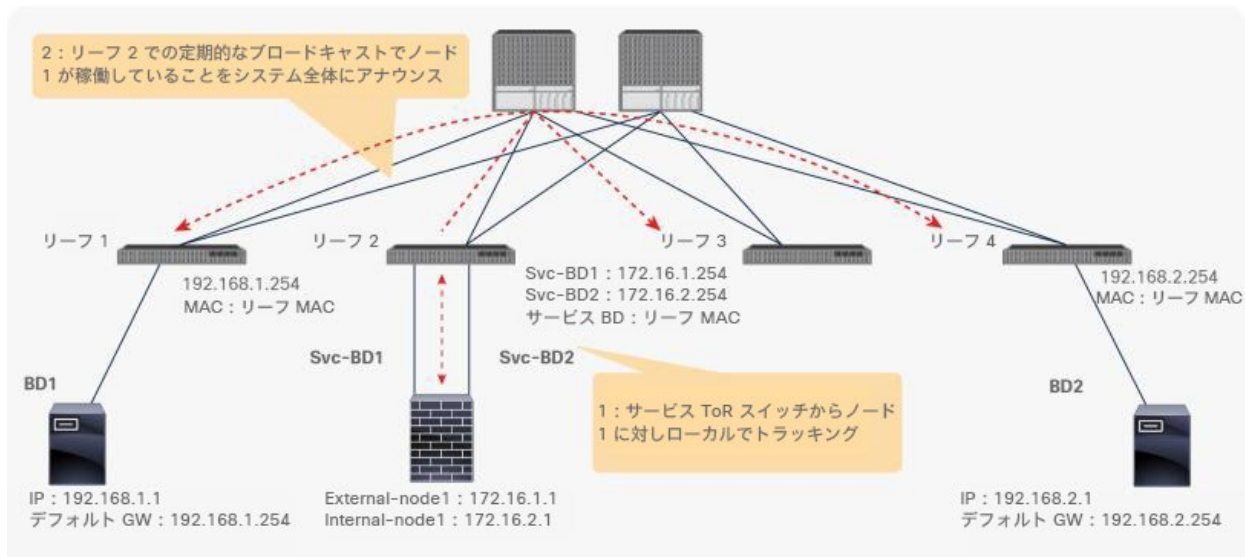 2：リーフ 2 での定期的なブロードキャストでノード
1 が稼働していることをシステム全体にアナウンス
リーフ 1
リーフ 2
リーフ 3
リーフ 4
192.168.1.254
MAC：リーフ MAC
Svc-BD1：172.16.1.254
Svc-BD2：172.16.2.254
サービス BD：リーフ MAC
192.168.2.254
MAC：リーフ MAC
Svc-BD1
Svc-BD2
BD1
BD2
1：サービス ToR スイッチからノード
1 に対しローカルでトラッキング
IP：192.168.1.1
デフォルト GW：192.168.1.254
External-node1：172.16.1.1
Internal-node1：172.16.2.1
IP：192.168.2.1
デフォルト GW：192.168.2.254